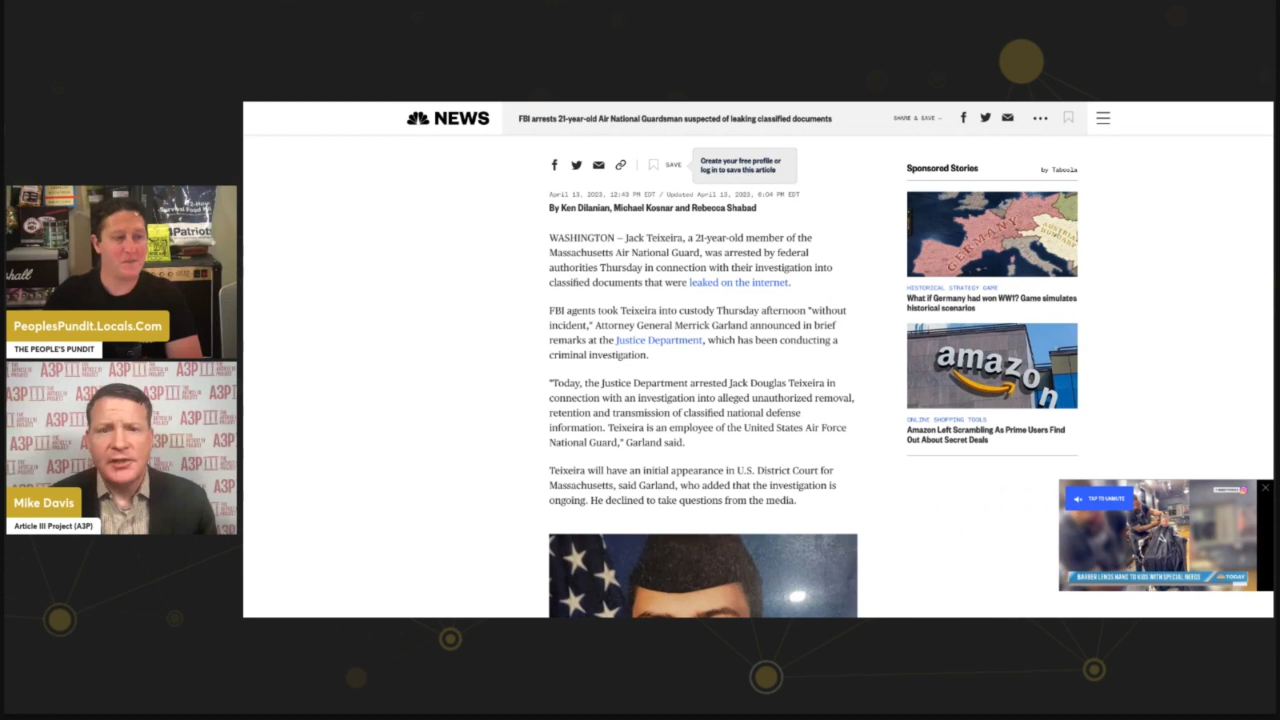 NEWS
FBI arrests 21-year-old Air National Guardsman suspected of leaking classified documents
SHARE & SAVE —
SAVE
Create your free profile or
log in to save this article
April 13, 2023, 12:43 PM EDT / Updated April 13, 2023, 6:04 PM EDT
By Ken Dilanian, Michael Kosnar and Rebecca Shabad
WASHINGTON — Jack Teixeira, a 21-year-old member of the
Massachusetts Air National Guard, was arrested by federal
authorities Thursday in connection with their investigation into
classified documents that were leaked on the internet.
FBI agents took Teixeira into custody Thursday afternoon "without
incident," Attorney General Merrick Garland announced in brief
remarks at the Justice Department, which has been conducting a
criminal investigation.
"Today, the Justice Department arrested Jack Douglas Teixeira in
connection with an investigation into alleged unauthorized removal,
retention and transmission of classified national defense
information. Teixeira is an employee of the United States Air Force
National Guard," Garland said.
Teixeira will have an initial appearance in U.S. District Court for
Massachusetts, said Garland, who added that the investigation is
ongoing. He declined to take questions from the media.
Sponsored Stories
by Taboola
GERMANY
HISTORICAL STRATEGY GAME
What if Germany had won WW1? Game simulates
historical scenarios
amazon
ONLINE SHOPPING TOOLS
Amazon Left Scrambling As Prime Users Find
Out About Secret Deals
TAP TO UNMUTE
BARBER LENDS HAND TO KIDS WITH SPECIAL NEEDS
TODAY
4Patriots
PeoplesPundit.Locals.Com
THE PEOPLE'S PUNDIT
A3P
Mike Davis
Article III Project (A3P)